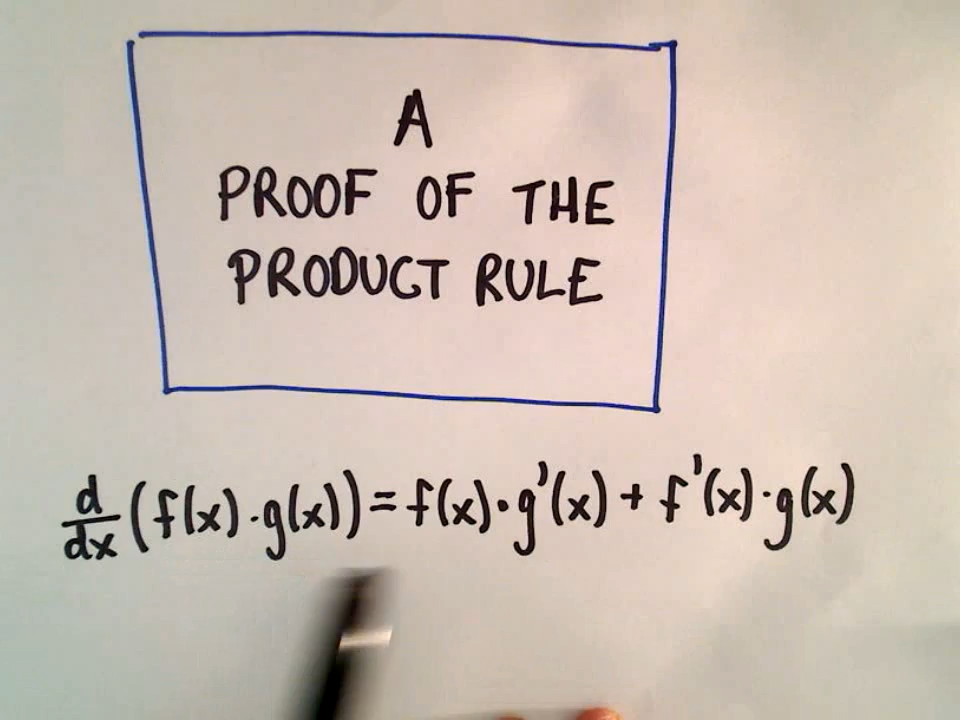 A
PROOF OF THE
PRODUCT RULE
d/dx (f(x)·g(x)) = f(x)·g'(x) + f'(x)·g(x)